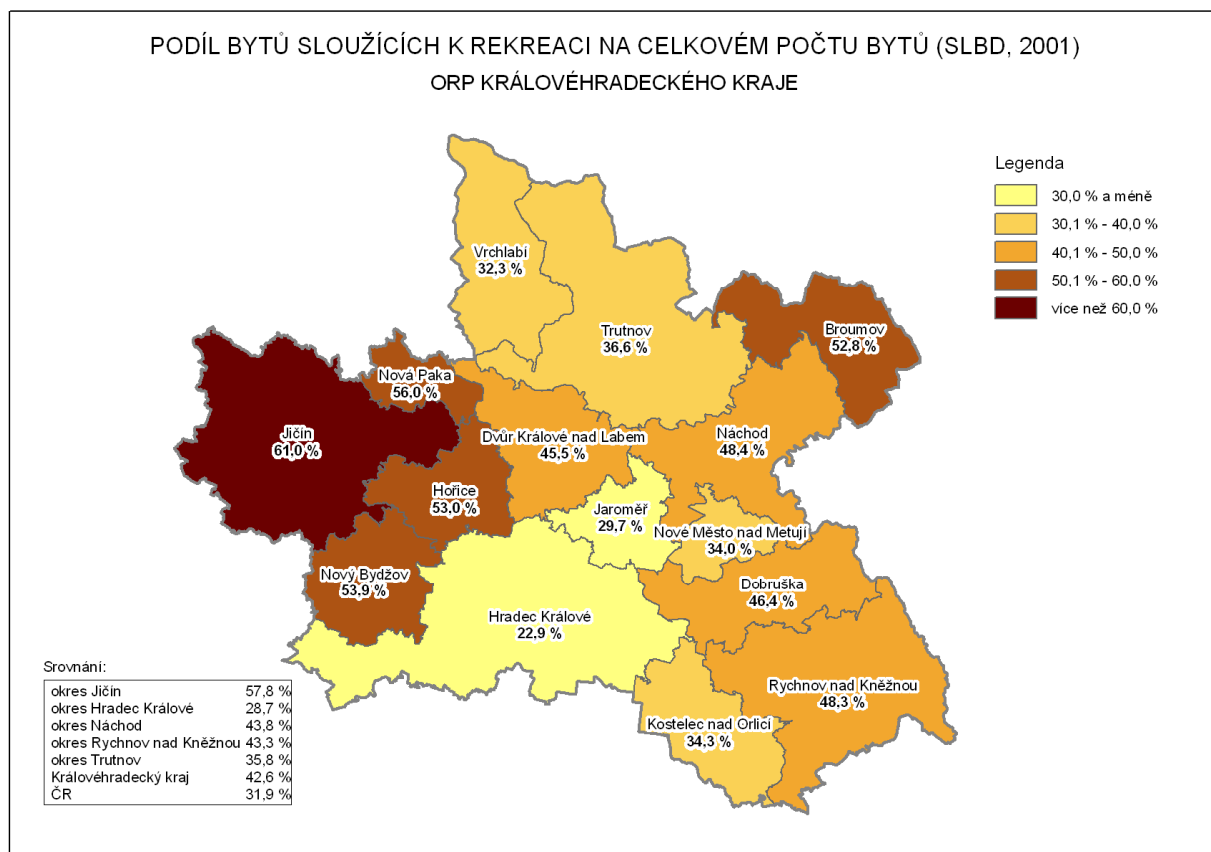 PODÍL BYTŮ SLOUŽÍCÍCH K REKREACI NA CELKOVÉM POČTU BYTŮ (SLBD, 2001)
ORP KRÁLOVÉHRADECKÉHO KRAJE
Legenda
30,0 % a méně
30,1 % - 40,0 %
40,1 % - 50,0 %
50,1 % - 60,0 %
více než 60,0 %
Vrchlabí
32,3 %
Trutnov
36,6 %
Broumov
52,8 %
Nová Paka
56,0 %
Jičín
61,0 %
Dvůr Králové nad Labem
45,5 %
Náchod
48,4 %
Hořice
53,0 %
Jaroměř
29,7 %
Nové Město nad Metují
34,0 %
Nový Bydžov
53,9 %
Dobruška
46,4 %
Hradec Králové
22,9 %
Rychnov nad Kněžnou
48,3 %
Kostelec nad Orlicí
34,3 %
Srovnání:
okres Jičín 57,8 %
okres Hradec Králové 28,7 %
okres Náchod 43,8 %
okres Rychnov nad Kněžnou 43,3 %
okres Trutnov 35,8 %
Královéhradecký kraj 42,6 %
ČR 31,9 %